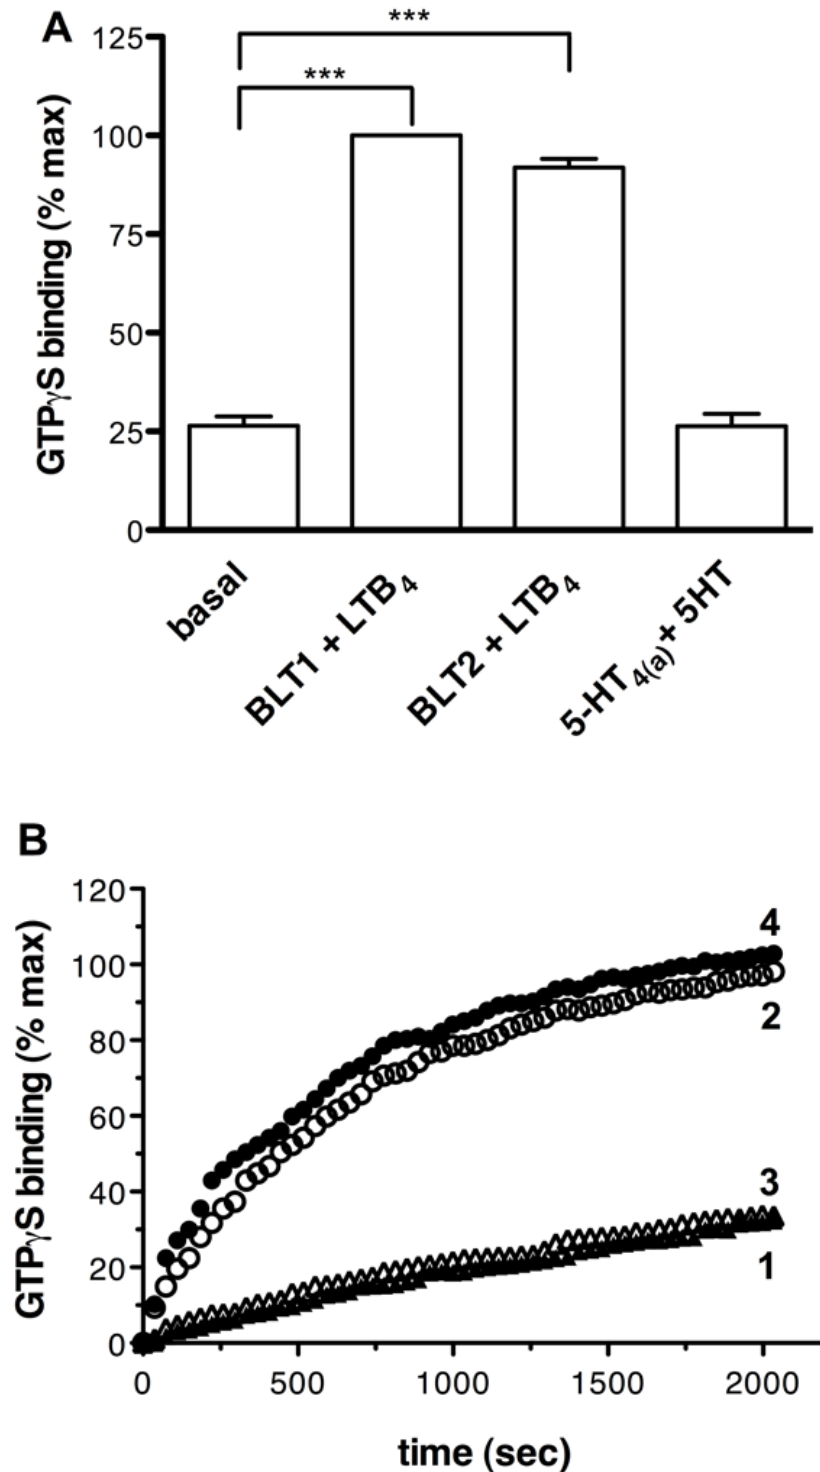 A
***
***
GTPγS binding (% max)
125
100
75
50
25
0
basal
BLT1 + LTB4
BLT2 + LTB4
5-HT4(a)+ 5HT
B
GTPγS binding (% max)
120
100
80
60
40
20
0
4
2
3
1
0 500 1000 1500 2000
time (sec)